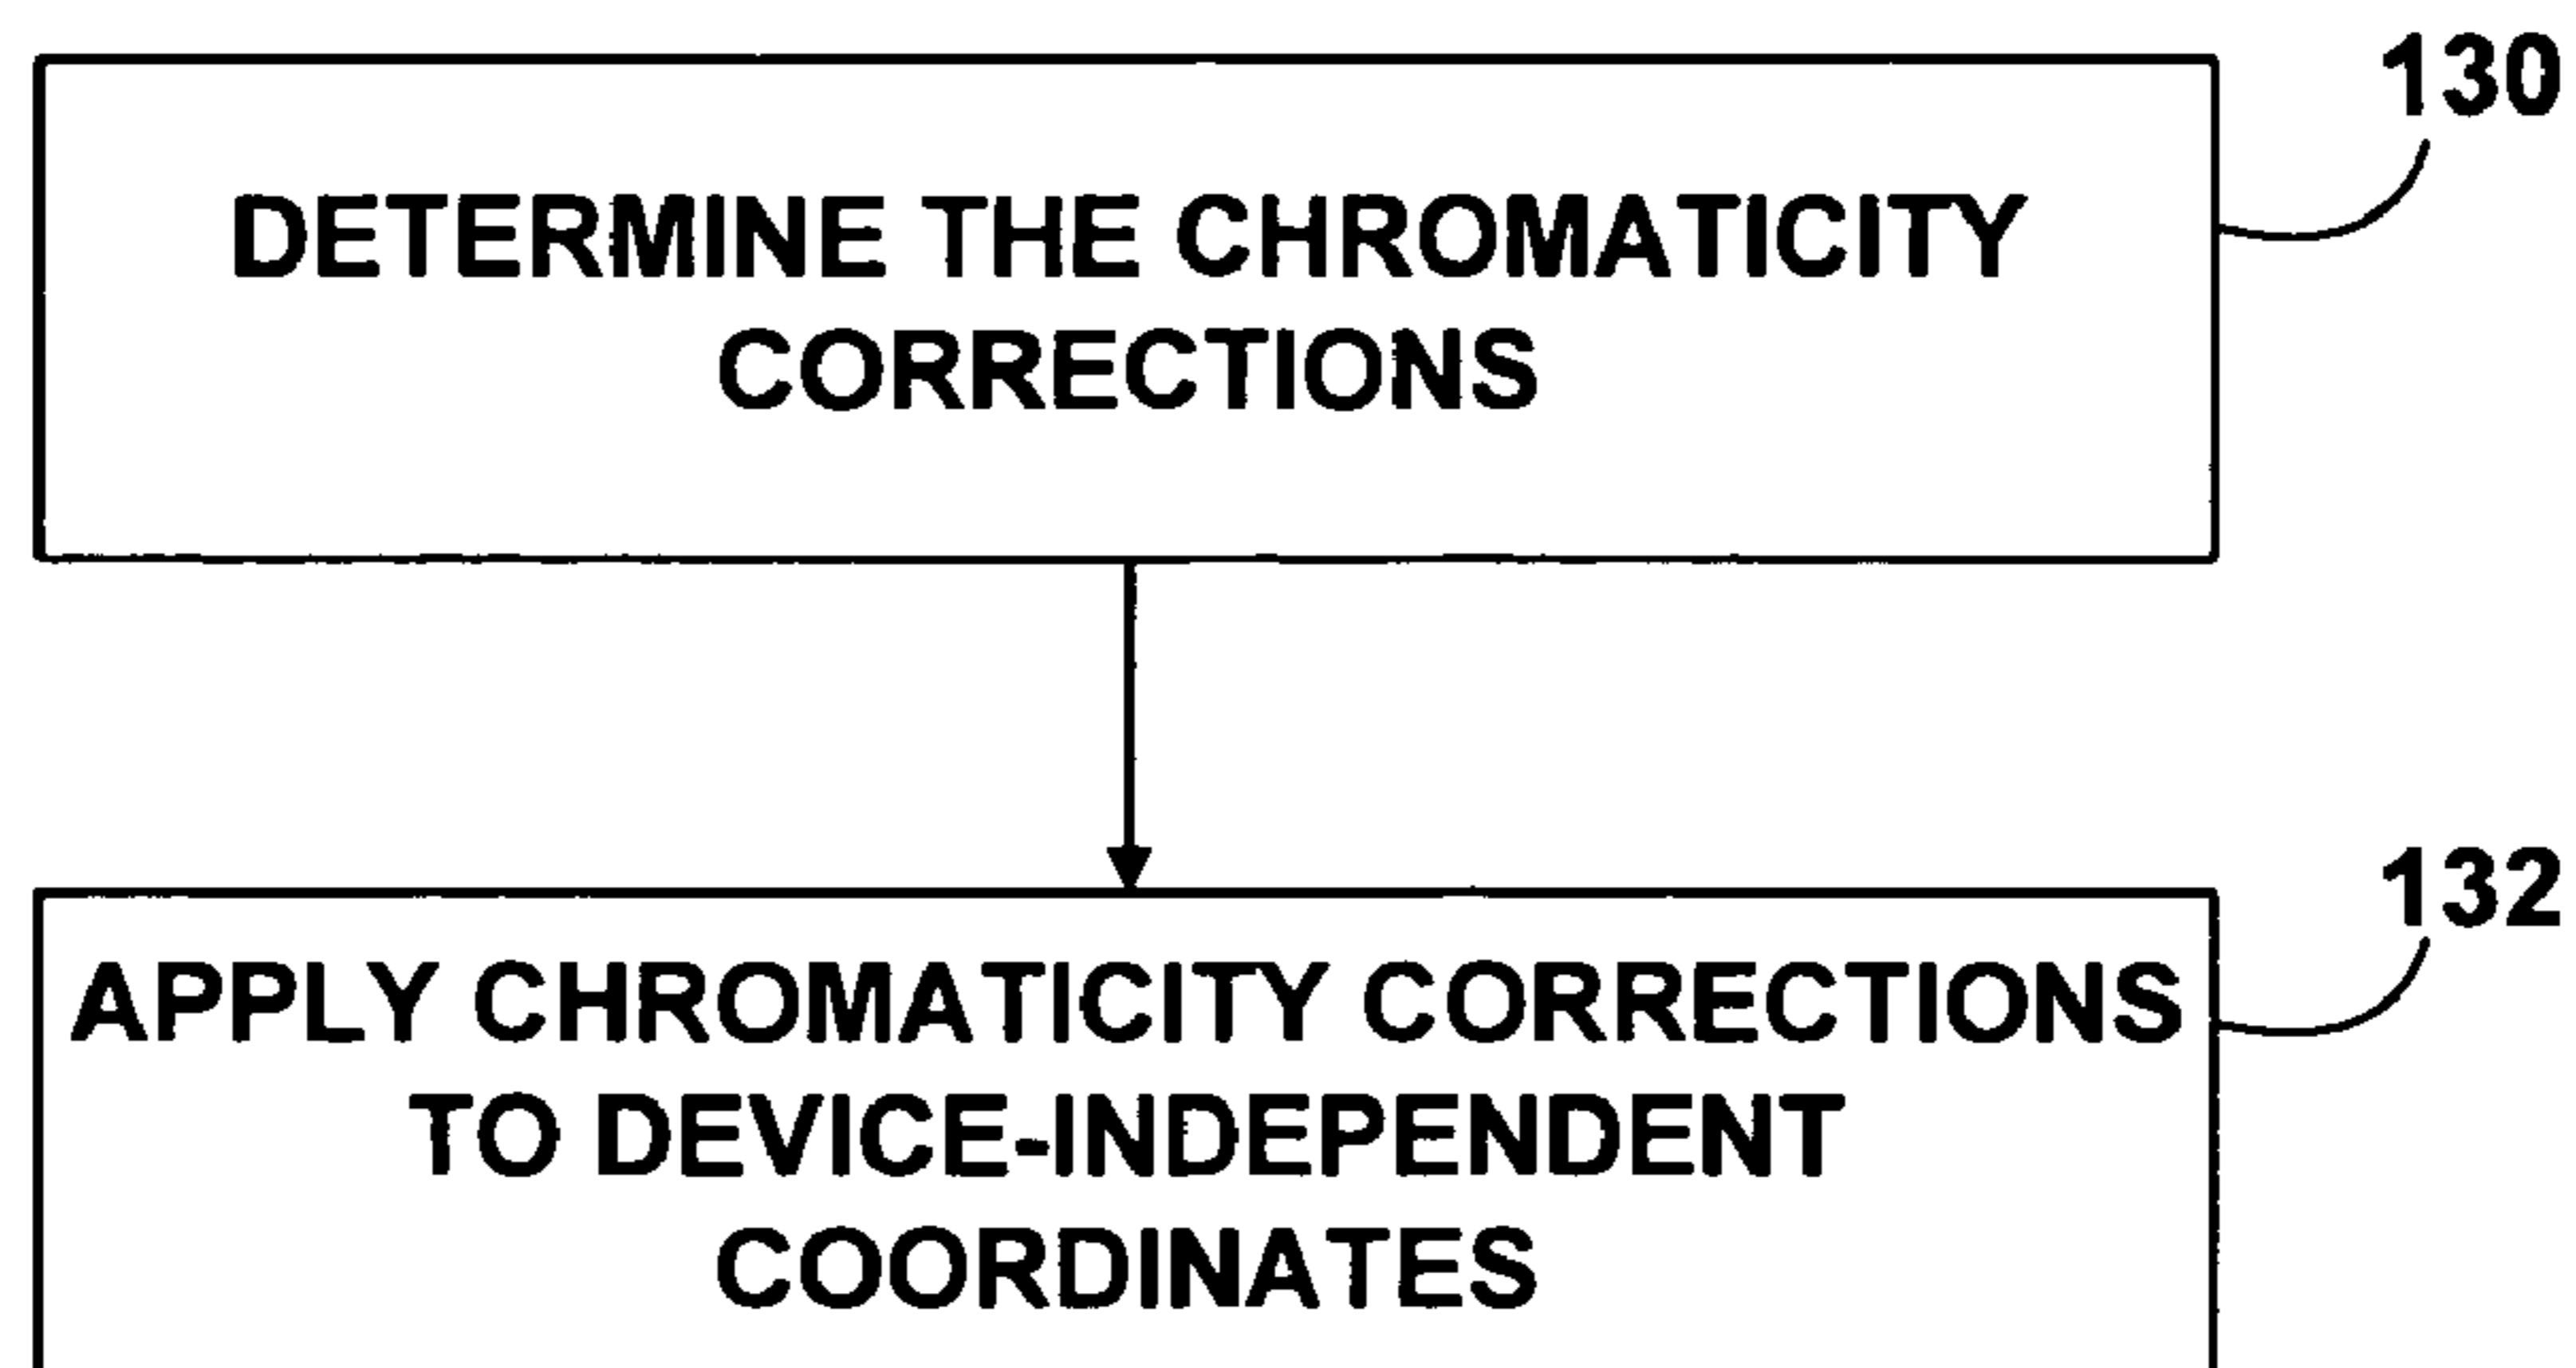 130
DETERMINE THE CHROMATICITY
CORRECTIONS
132
APPLY CHROMATICITY CORRECTIONS
TO DEVICE-INDEPENDENT
COORDINATES